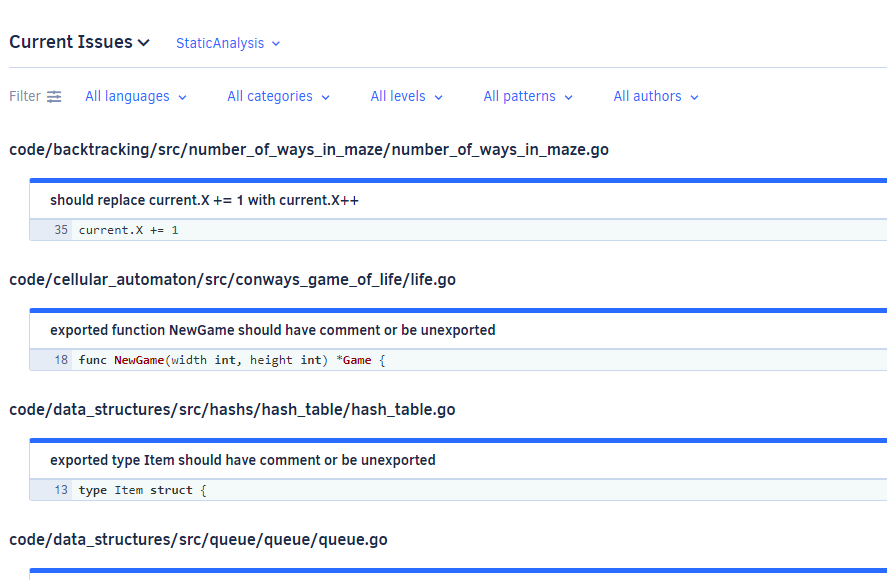 Current Issues StaticAnalysis
Filter All languages All categories All levels All patterns All authors
code/backtracking/src/number_of_ways_in_maze/number_of_ways_in_maze.go
should replace current.X += 1 with current.X++
35 current.X += 1
code/cellular_automaton/src/conways_game_of_life/life.go
exported function NewGame should have comment or be unexported
18 func NewGame(width int, height int) *Game {
code/data_structures/src/hashs/hash_table/hash_table.go
exported type Item should have comment or be unexported
13 type Item struct {
code/data_structures/src/queue/queue/queue.go